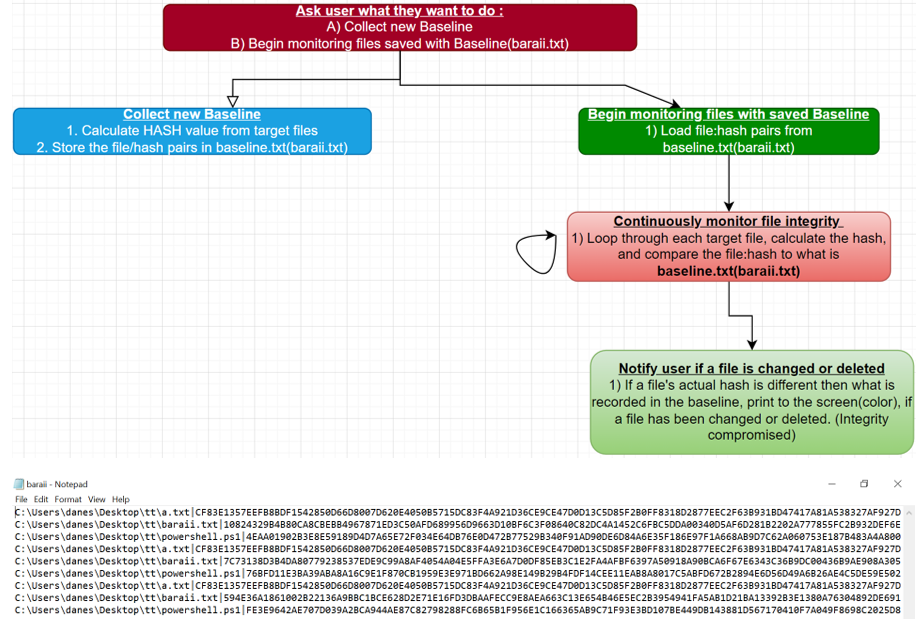 Ask user what they want to do :
A) Collect new Baseline
B) Begin monitoring files saved with Baseline(baraii.txt)
Collect new Baseline
1. Calculate HASH value from target files
2. Store the file/hash pairs in baseline.txt(baraii.txt)
Begin monitoring files with saved Baseline
1) Load file:hash pairs from
baseline.txt(baraii.txt)
Continuously monitor file integrity
1) Loop through each target file, calculate the hash,
and compare the file:hash to what is
baseline.txt(baraii.txt)
Notify user if a file is changed or deleted
1) If a file's actual hash is different then what is
recorded in the baseline, print to the screen(color), if
a file has been changed or deleted. (Integrity
compromised)
baraii - Notepad
File Edit Format View Help
C:\Users\danes\Desktop\tt\a.txt|CF83E1357EEFB8BDF1542850D66D8007D620E4050B5715DC83F4A921D36CE9CE47D0D13C5D85F2B0FF8318D2877EEC2F63B931BD47417A81A538327AF927D
C:\Users\danes\Desktop\tt\baraii.txt|10824329B4B80CA8CBEBB4967871ED3C50AFD689956D9663D10BF6C3F08640C82DC4A1452C6FBC5DDA00340D5AF6D281B2202A777855FC2B932DEF6E
C:\Users\danes\Desktop\tt\powershell.ps1|4EAA01902B3E8E59189D4D7A65E72F034E64DB76E0D472B77529B340F91AD90DE6D84A6E35F186E97F1A668AB9D7C62A060753E187B483A4A800
C:\Users\danes\Desktop\tt\a.txt|CF83E1357EEFB8BDF1542850D66D8007D620E4050B5715DC83F4A921D36CE9CE47D0D13C5D85F2B0FF8318D2877EEC2F63B931BD47417A81A538327AF927D
C:\Users\danes\Desktop\tt\baraii.txt|7C73138D3B4DA80779238537EDE9C99A8AF4054A04E5FFA3E6A7D0DF85EB3C1E2FA4AFBF6397A50918A90BCA6F67E6343C36B9DC00436B9AE908A305
C:\Users\danes\Desktop\tt\powershell.ps1|76BFD11E3BA39ABA8A16C9E1F870CB1959E3E971BD662A98E149B29B4FDF14CEE11EAB8A8017C5ABFD672B2894E6D56D49A6B26AE4C5DE59E502
C:\Users\danes\Desktop\tt\a.txt|CF83E1357EEFB8BDF1542850D66D8007D620E4050B5715DC83F4A921D36CE9CE47D0D13C5D85F2B0FF8318D2877EEC2F63B931BD47417A81A538327AF927D
C:\Users\danes\Desktop\tt\baraii.txt|594E36A1861002B22136A9BBC1BCE628D2E71E16FD3DBAAFECC9E8AEA663C13E654B46E5EC2B3954941FA5AB1D21BA13392B3E1380A76304892DE691
C:\Users\danes\Desktop\tt\powershell.ps1|FE3E9642AE707D039A2BCA944AE87C82798288FC6B65B1F956E1C166365AB9C71F93E3BD107BE449DB143881D567170410F7A049F8698C2025D8